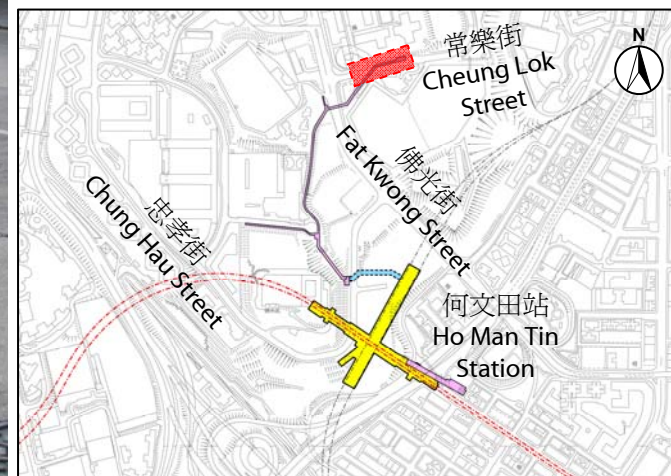 常樂街
Cheung Lok
Street
N
佛光街
Fat Kwong Street
忠孝街
Chung Hau Street
何文田站
Ho Man Tin
Station